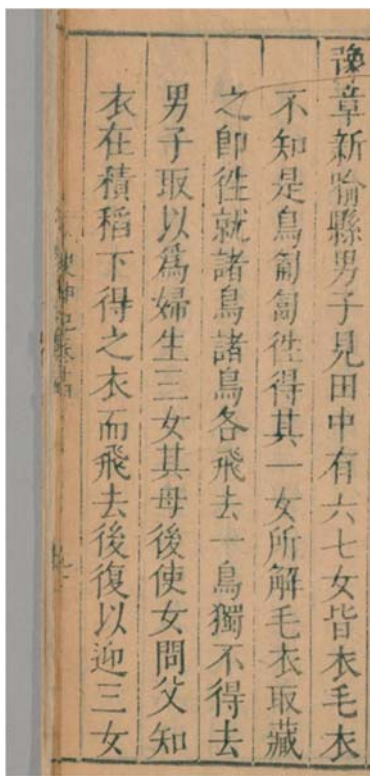 豫章新喻縣男子見田中有六七女皆衣毛衣
不知是鳥匍匐徃得其一女所解毛衣取藏
之卽徃就諸鳥諸鳥各飛去一鳥獨不得去
男子取以爲婦生三女其母後使女問父知
衣在積稻下得之衣而飛去後復以迎三女